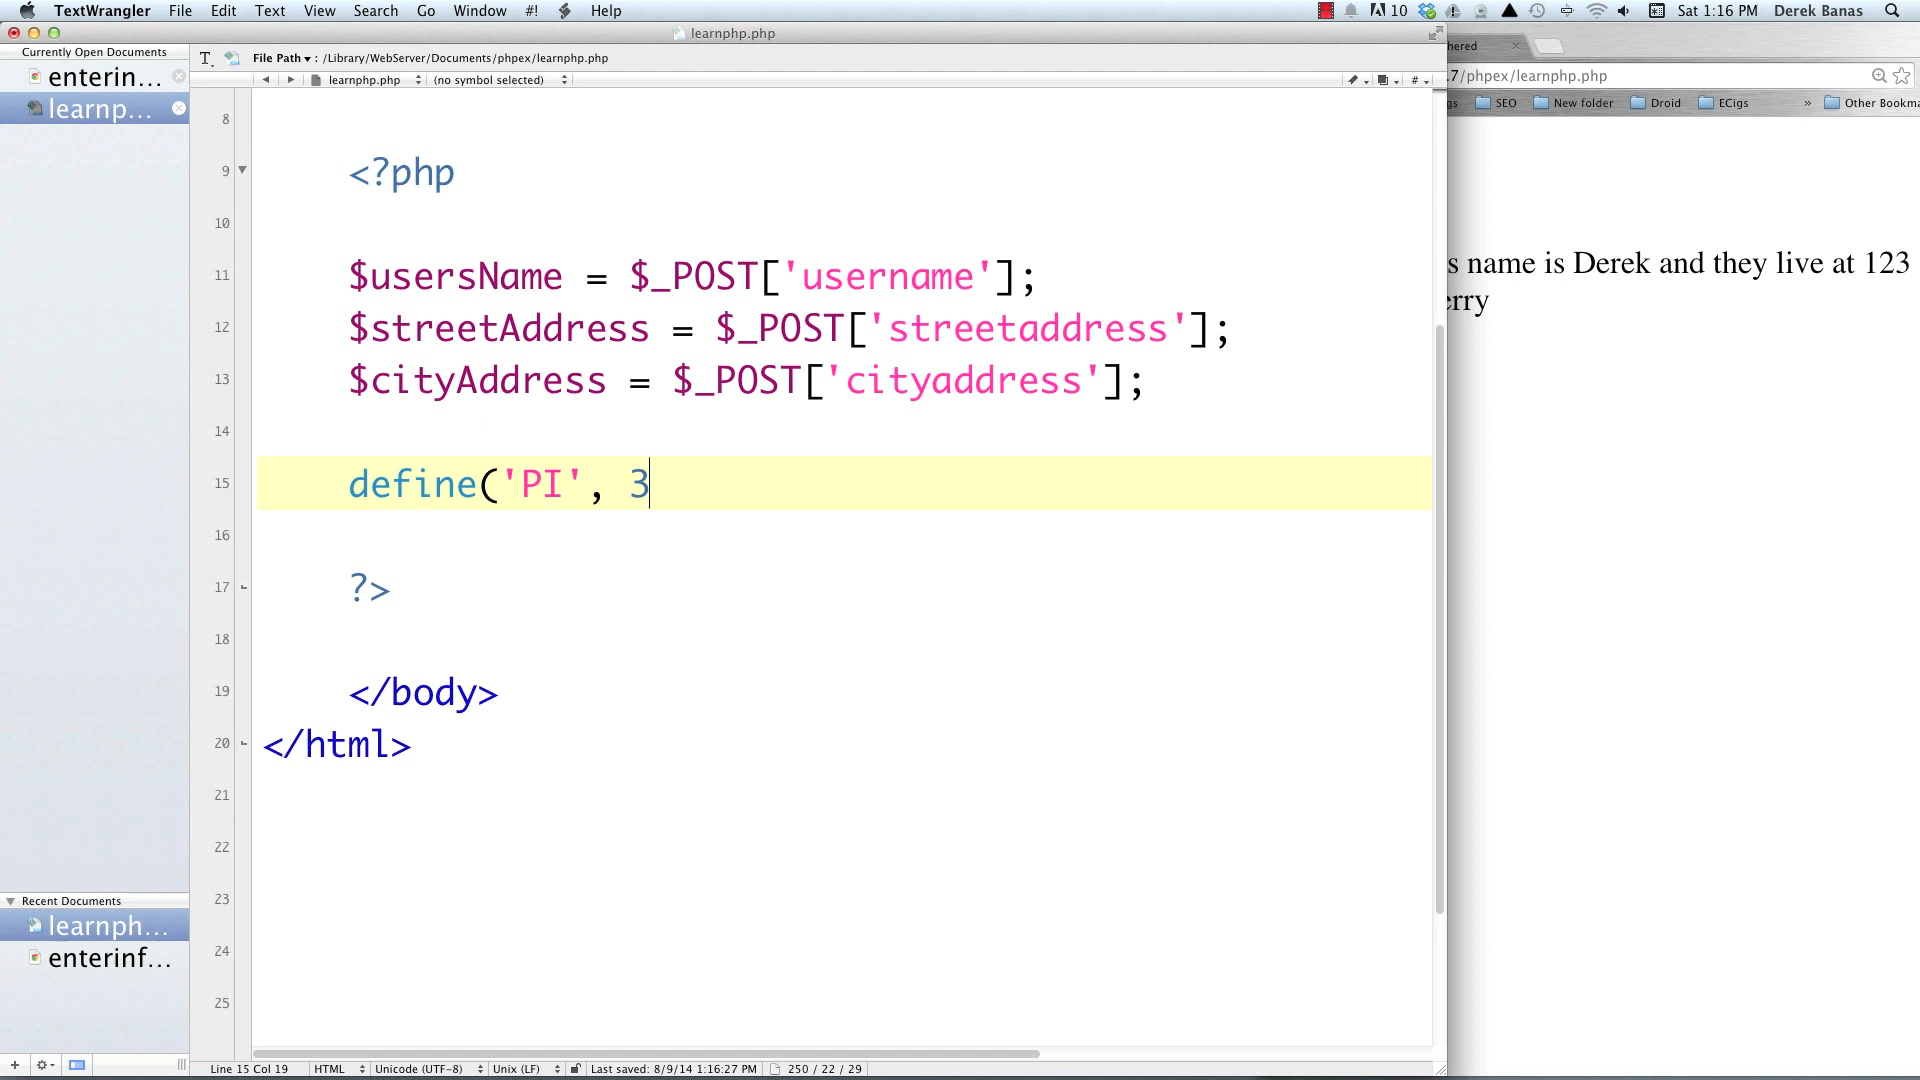 TextWrangler File Edit Text View Search Go Window #! Help 10 Sat 1:16 PM Derek Banas
learnphp.php
Currently Open Documents
enterin...
learnp...
File Path ▾ : /Library/WebServer/Documents/phpex/learnphp.php
learnphp.php (no symbol selected) #
hered
.7/phpex/learnphp.php
gs SEO New folder Droid ECigs » Other Bookma
8
9 <?php
10
11 $usersName = $_POST['username'];
12 $streetAddress = $_POST['streetaddress'];
13 $cityAddress = $_POST['cityaddress'];
14
15 define('PI', 3
16
17 ?>
18
19 </body>
20 </html>
21
22
23
24
25
s name is Derek and they live at 123
erry
Recent Documents
learnph...
enterinf...
Line 15 Col 19 HTML Unicode (UTF-8) Unix (LF) Last saved: 8/9/14 1:16:27 PM 250 / 22 / 29